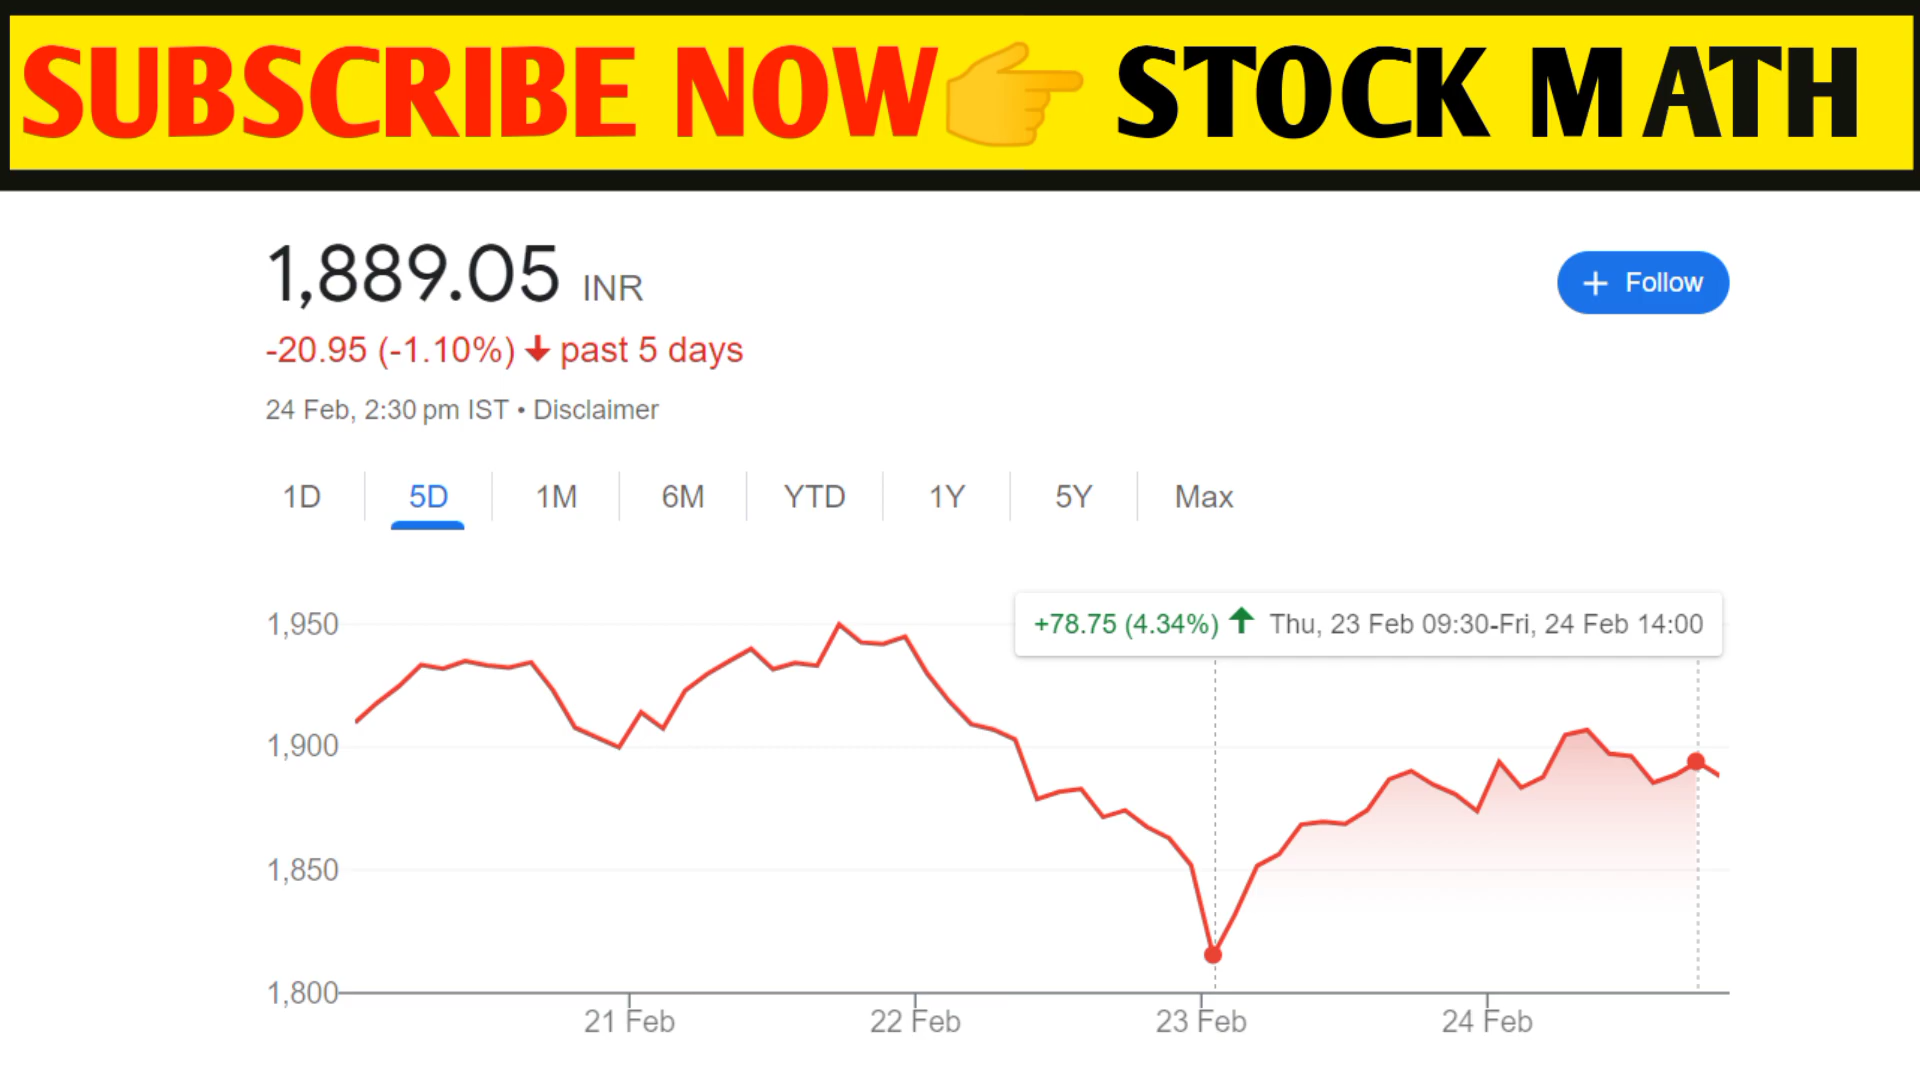 SUBSCRIBE NOW👉 STOCK MATH
1,889.05 INR
+ Follow
-20.95 (-1.10%) ↓ past 5 days
24 Feb, 2:30 pm IST • Disclaimer
1D 5D 1M 6M YTD 1Y 5Y Max
1,950
+78.75 (4.34%) ↑ Thu, 23 Feb 09:30-Fri, 24 Feb 14:00
1,900
1,850
1,800
21 Feb 22 Feb 23 Feb 24 Feb